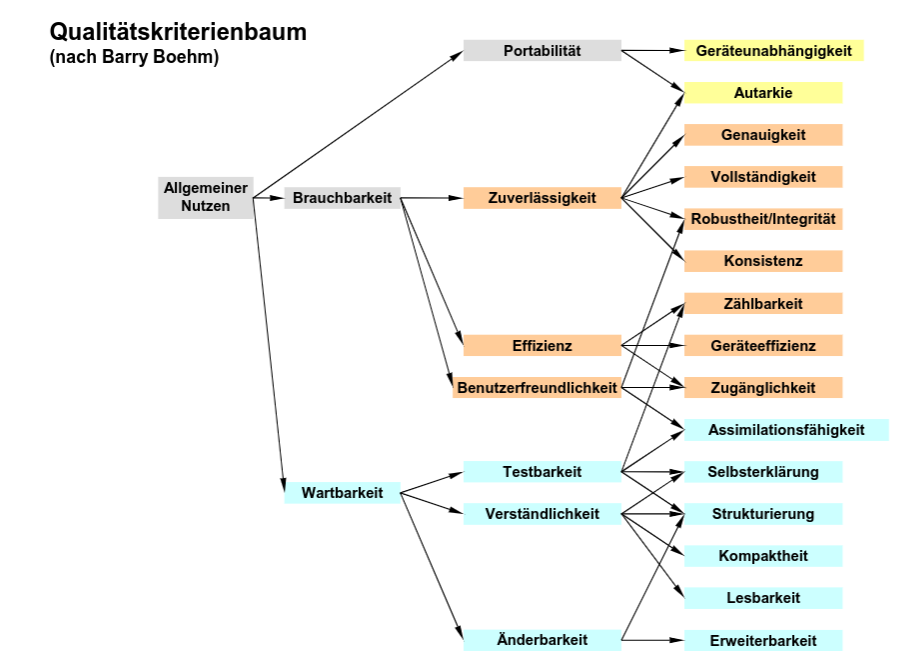 Qualitätskriterienbaum
(nach Barry Boehm)
Portabilität
Geräteunabhängigkeit
Autarkie
Genauigkeit
Allgemeiner
Nutzen
Brauchbarkeit
Zuverlässigkeit
Vollständigkeit
Robustheit/Integrität
Konsistenz
Zählbarkeit
Effizienz
Geräteeffizienz
Benutzerfreundlichkeit
Zugänglichkeit
Assimilationsfähigkeit
Testbarkeit
Selbsterklärung
Wartbarkeit
Verständlichkeit
Strukturierung
Kompaktheit
Lesbarkeit
Änderbarkeit
Erweiterbarkeit